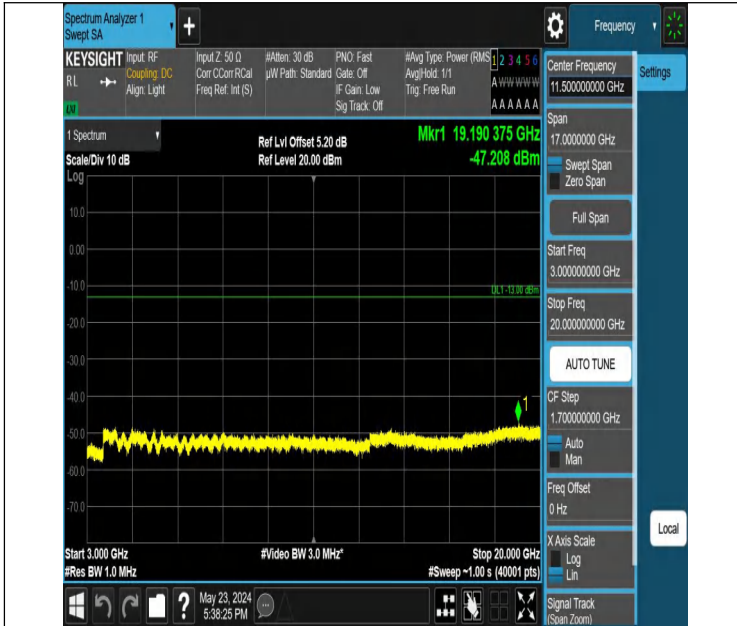 Spectrum Analyzer 1
Swept SA
+
Frequency
KEYSIGHT
RL
Input: RF
Coupling: DC
Align: Light
Input Z: 50 Ω
Corr CCorr RCal
Freq Ref: Int (S)
#Atten: 30 dB
µW Path: Standard
PNO: Fast
Gate: Off
IF Gain: Low
Sig Track: Off
#Avg Type: Power (RMS
Avg|Hold: 1/1
Trig: Free Run
1 2 3 4 5 6
A W W W W W
A A A A A A
1 Spectrum
Scale/Div 10 dB
Log
Ref Lvl Offset 5.20 dB
Ref Level 20.00 dBm
Mkr1 19.190 375 GHz
-47.208 dBm
10.0
0.00
-10.0
DL1 -13.00 dBm
-20.0
-30.0
-40.0
1
-50.0
-60.0
-70.0
Start 3.000 GHz
#Res BW 1.0 MHz
#Video BW 3.0 MHz*
Stop 20.000 GHz
#Sweep ~1.00 s (40001 pts)
?
May 23, 2024
5:38:25 PM
Center Frequency
11.500000000 GHz
Settings
Span
17.0000000 GHz
Swept Span
Zero Span
Full Span
Start Freq
3.000000000 GHz
Stop Freq
20.000000000 GHz
AUTO TUNE
CF Step
1.700000000 GHz
Auto
Man
Freq Offset
0 Hz
X Axis Scale
Log
Lin
Local
Signal Track
(Span Zoom)